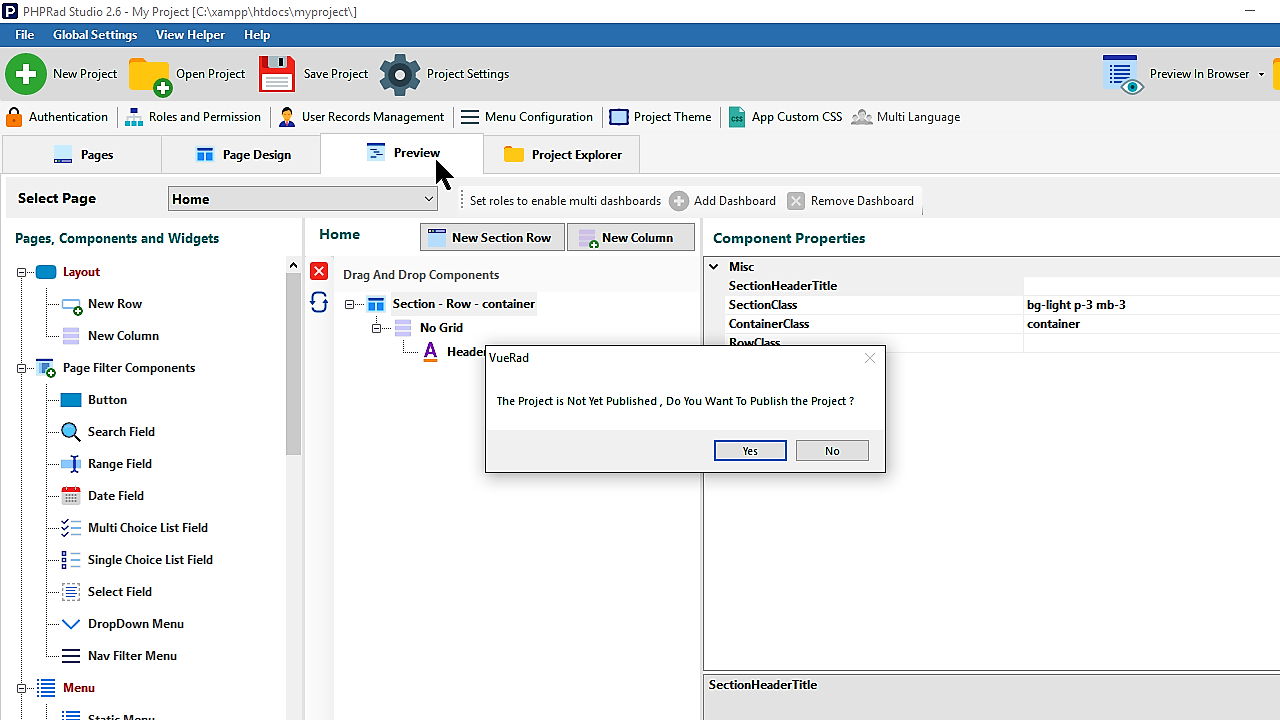 PHPRad Studio 2.6 - My Project [C:\xampp\htdocs\myproject\]
File Global Settings View Helper Help
New Project Open Project Save Project Project Settings Preview In Browser
Authentication Roles and Permission User Records Management Menu Configuration Project Theme App Custom CSS Multi Language
Pages Page Design Preview Project Explorer
Select Page Home Set roles to enable multi dashboards Add Dashboard Remove Dashboard
Pages, Components and Widgets
Layout
New Row
New Column
Page Filter Components
Button
Search Field
Range Field
Date Field
Multi Choice List Field
Single Choice List Field
Select Field
DropDown Menu
Nav Filter Menu
Menu
Static Menu
Home New Section Row New Column
Drag And Drop Components
Section - Row - container
No Grid
Header
Component Properties
Misc
SectionHeaderTitle
SectionClass bg-light p-3 mb-3
ContainerClass container
RowClass
VueRad
The Project is Not Yet Published , Do You Want To Publish the Project ?
Yes No
SectionHeaderTitle